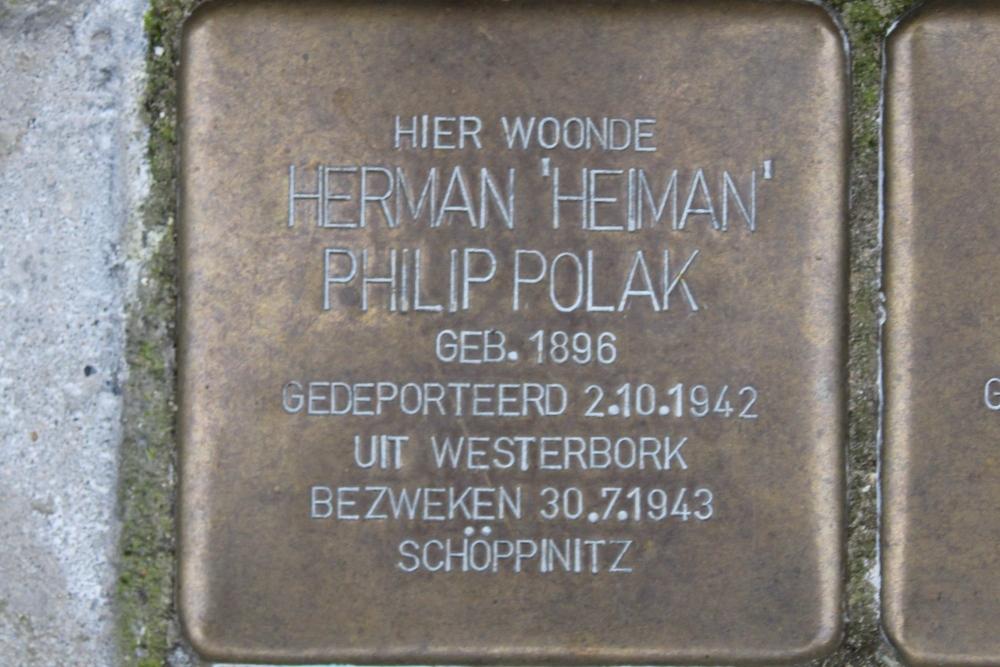 HIER WOONDE
HERMAN 'HEIMAN'
PHILIP POLAK
GEB. 1896
GEDEPORTEERD 2.10.1942
UIT WESTERBORK
BEZWEKEN 30.7.1943
SCHÖPPINITZ
G